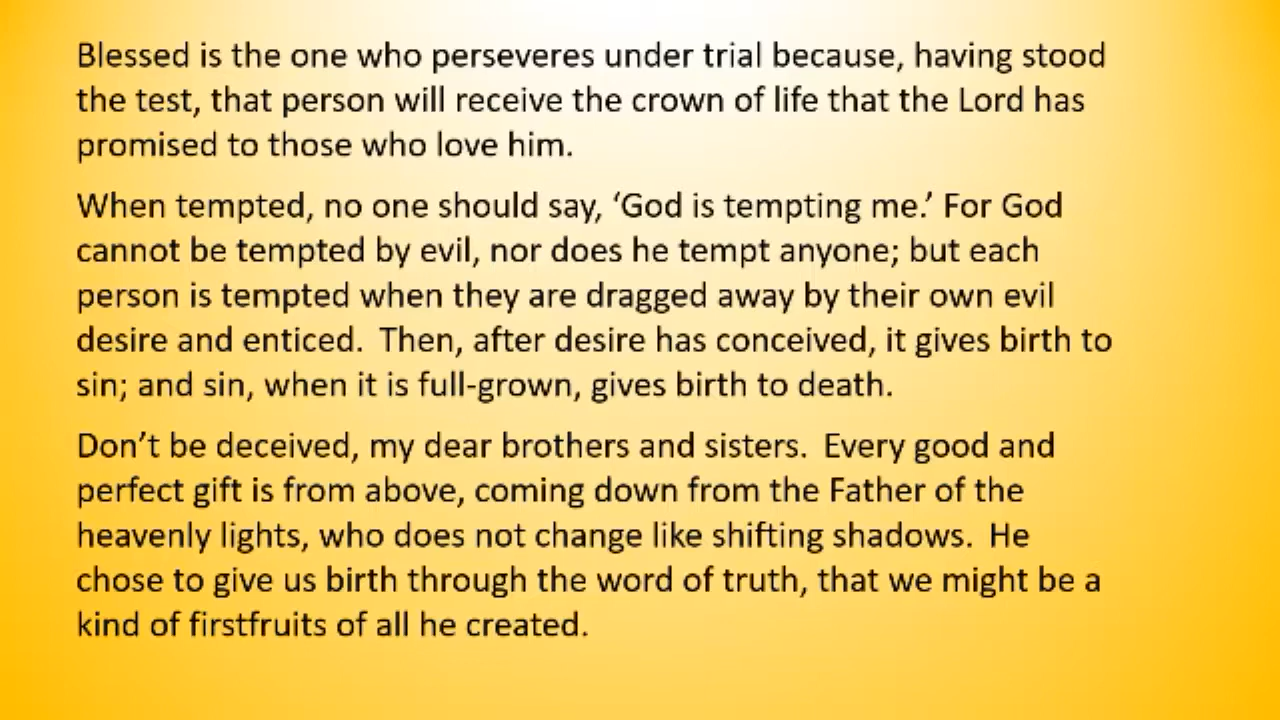 Blessed is the one who perseveres under trial because, having stood
the test, that person will receive the crown of life that the Lord has
promised to those who love him.
When tempted, no one should say, ‘God is tempting me.’ For God
cannot be tempted by evil, nor does he tempt anyone; but each
person is tempted when they are dragged away by their own evil
desire and enticed.  Then, after desire has conceived, it gives birth to
sin; and sin, when it is full-grown, gives birth to death.
Don’t be deceived, my dear brothers and sisters.  Every good and
perfect gift is from above, coming down from the Father of the
heavenly lights, who does not change like shifting shadows.  He
chose to give us birth through the word of truth, that we might be a
kind of firstfruits of all he created.